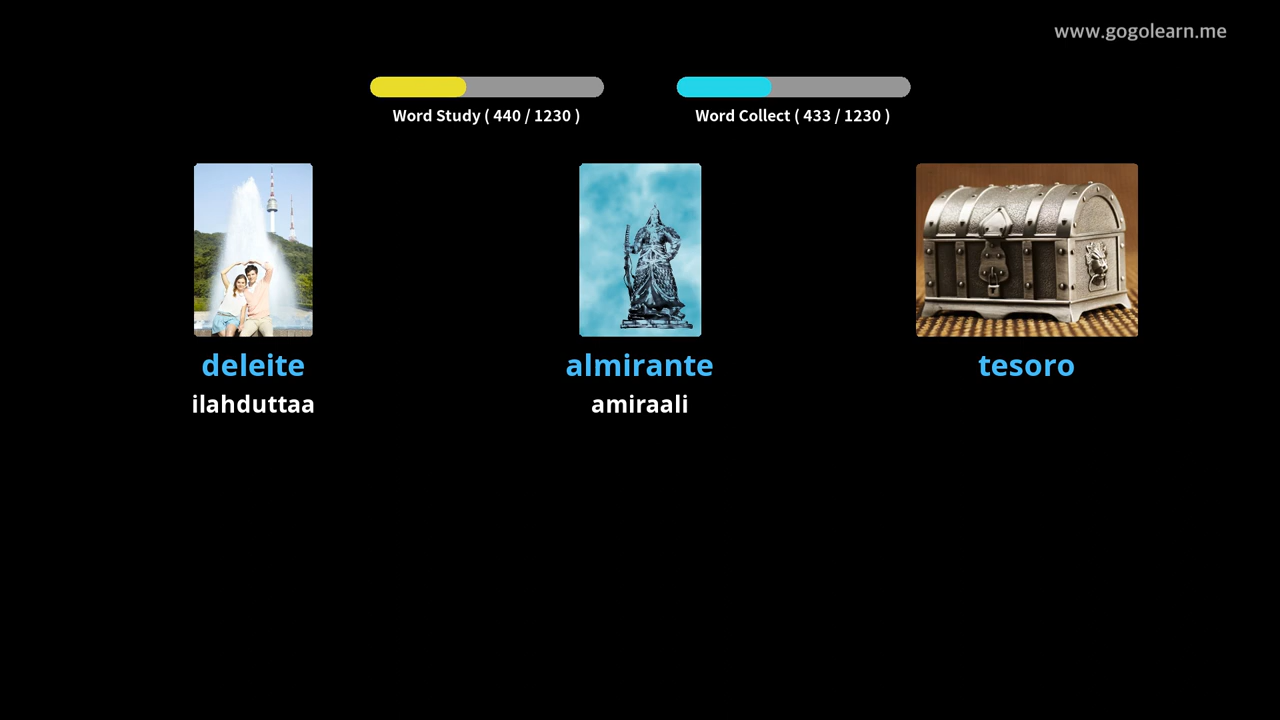 www.gogolearn.me
Word Study ( 440 / 1230 )
Word Collect ( 433 / 1230 )
deleite
almirante
tesoro
ilahduttaa
amiraali